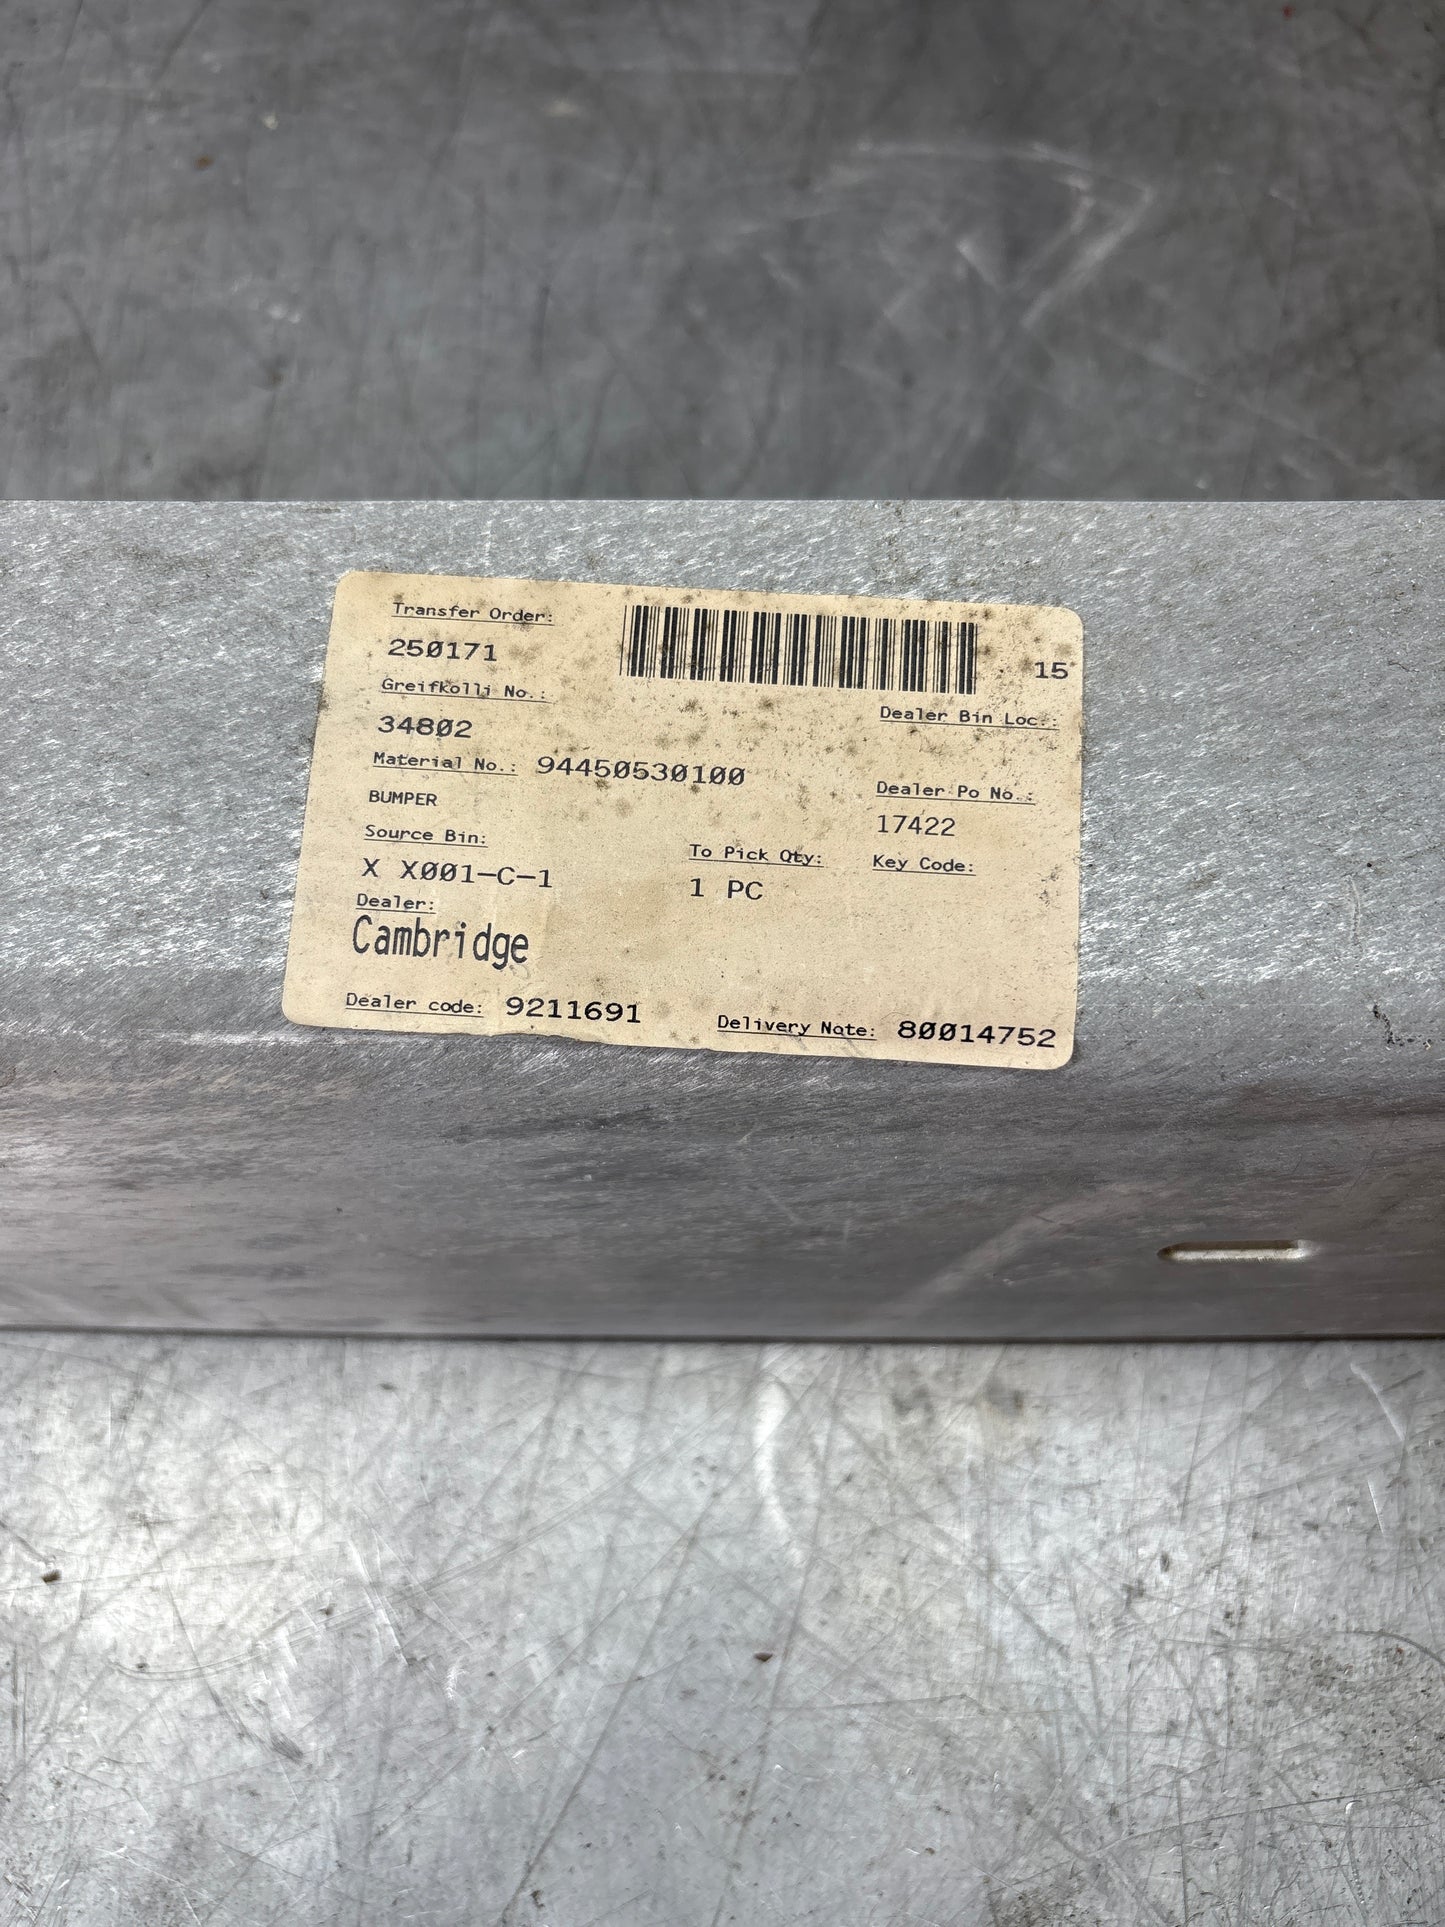 Transfer Order:
250171
15
Greifkolli No.:
34802
Dealer Bin Loc.:
Material No.: 94450530100
BUMPER
Dealer Po No.:
17422
Source Bin:
X X001-C-1
To Pick Qty:
1 PC
Key Code:
Dealer:
Cambridge
Dealer code: 9211691
Delivery Note: 80014752